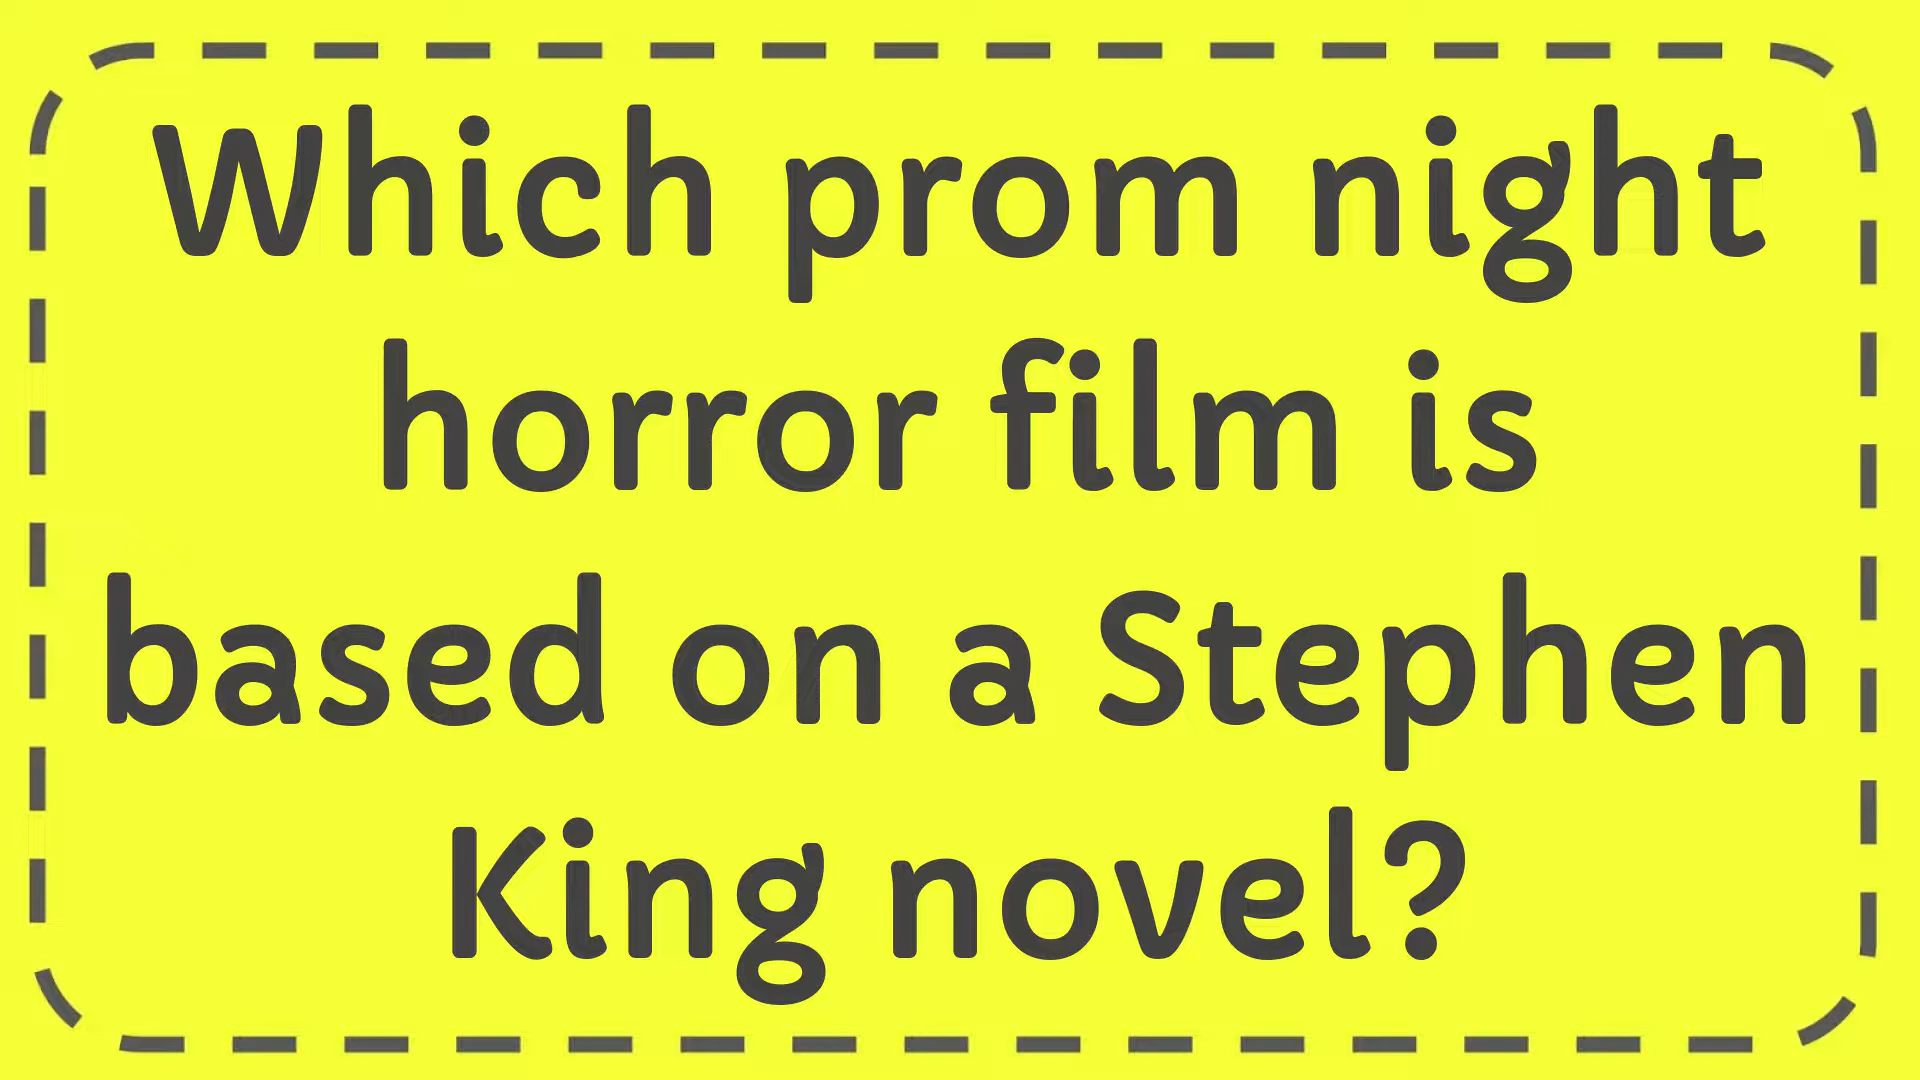 Which prom night
horror film is
based on a Stephen
King novel?